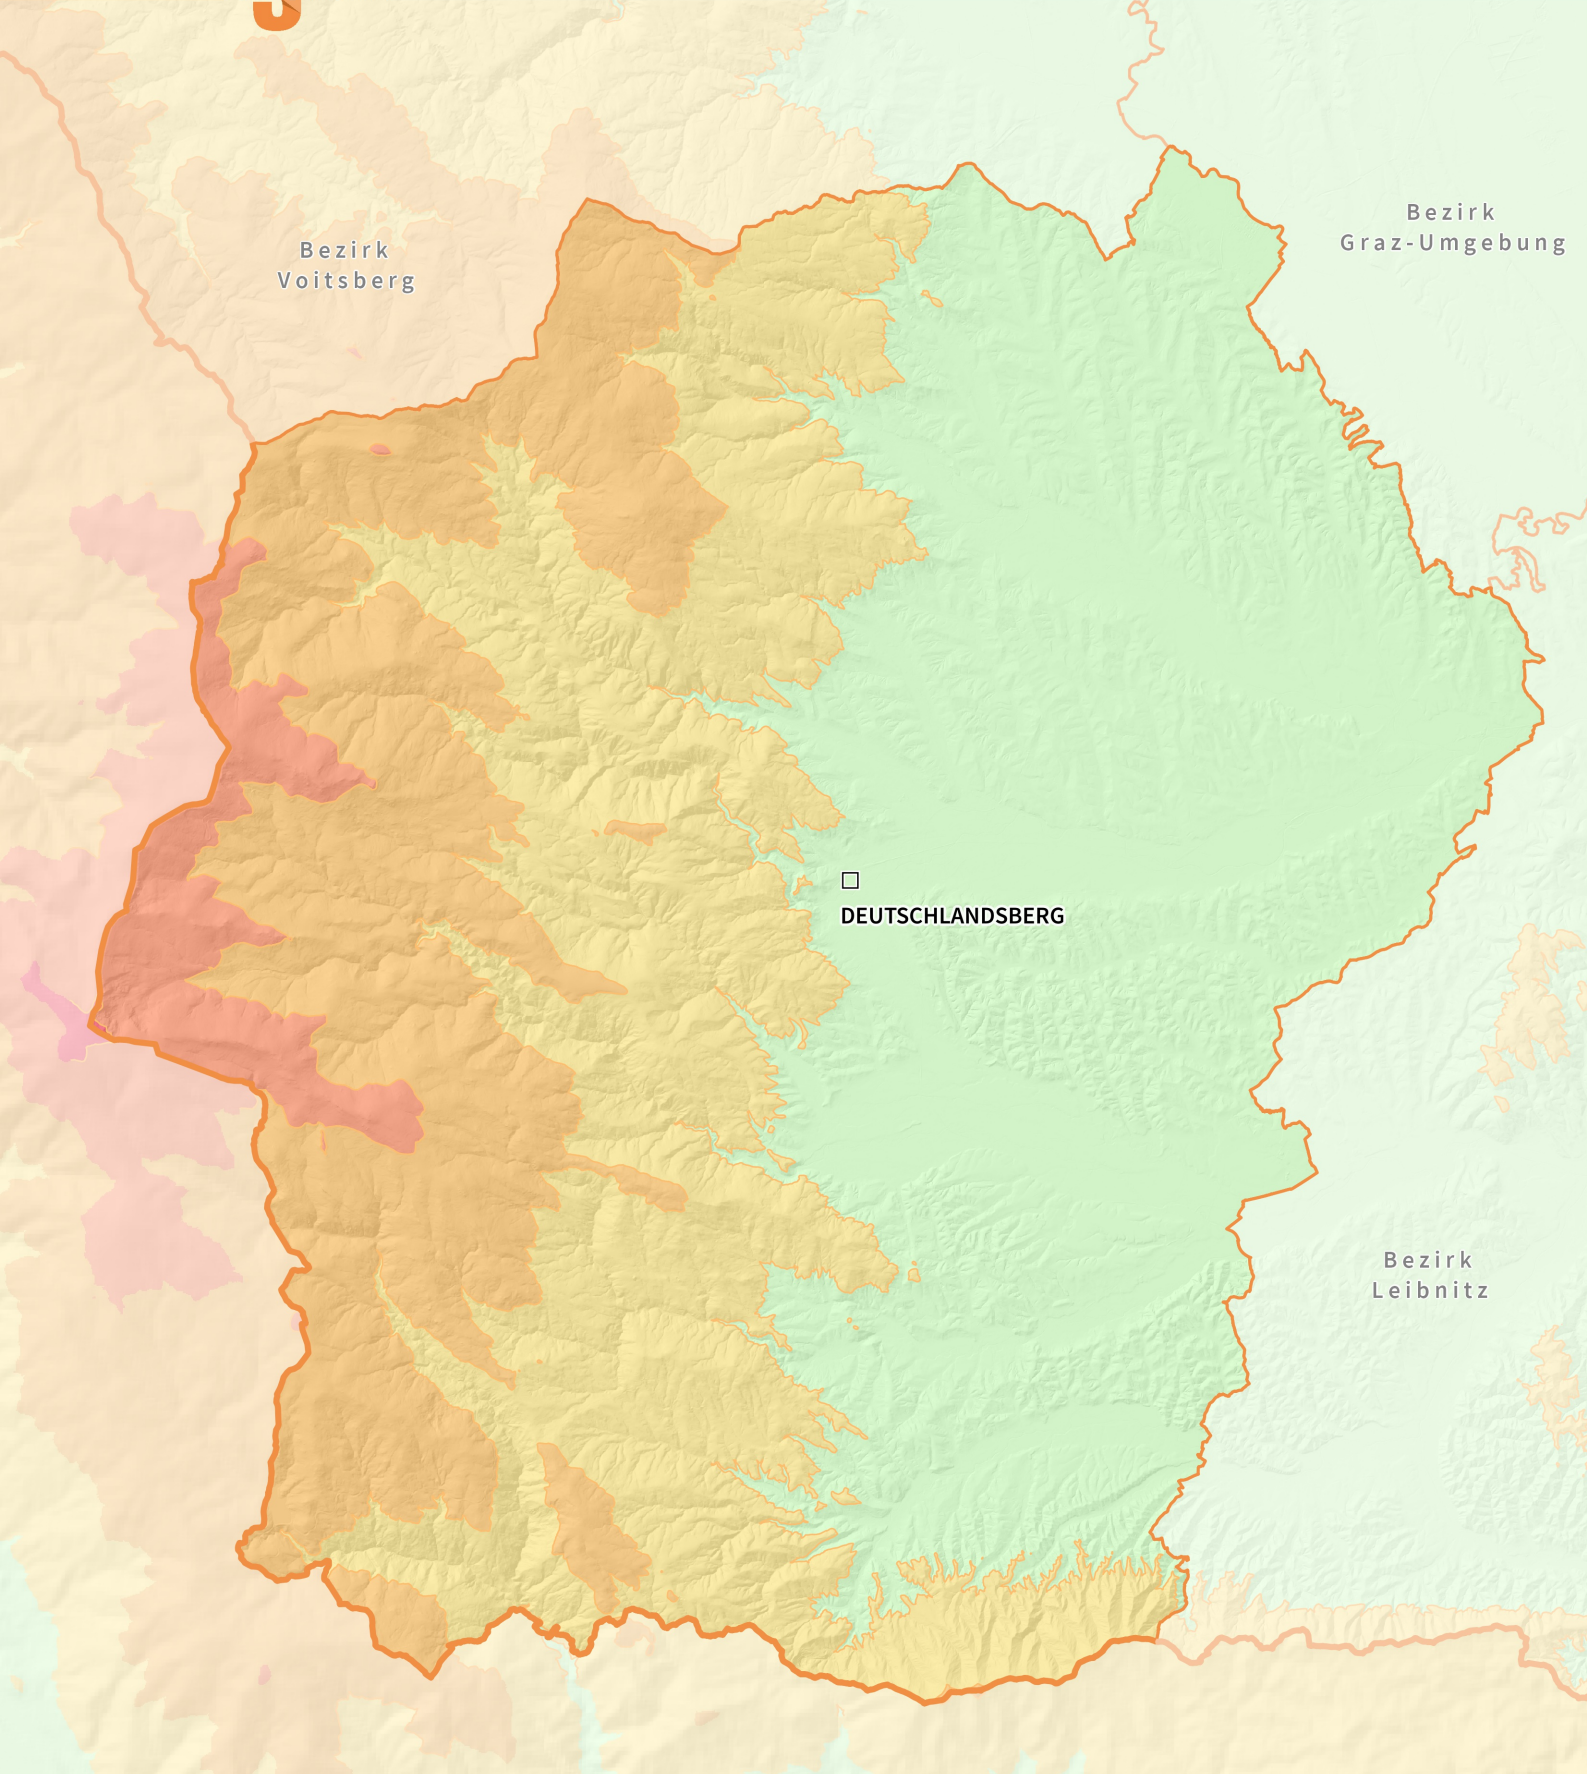 Bezirk
Graz-Umgebung
Bezirk
Voitsberg
DEUTSCHLANDSBERG
Bezirk
Leibnitz